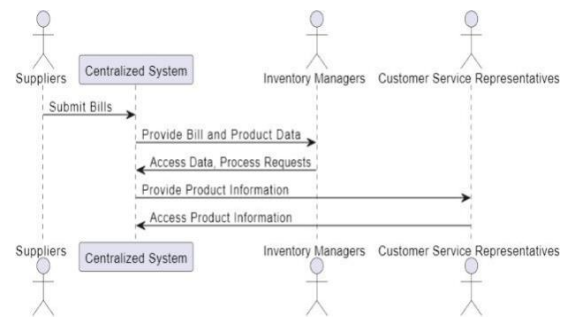 Suppliers
Centralized System
Inventory Managers
Customer Service Representatives
Submit Bills
Provide Bill and Product Data
Access Data, Process Requests
Provide Product Information
Access Product Information
Suppliers
Centralized System
Inventory Managers
Customer Service Representatives